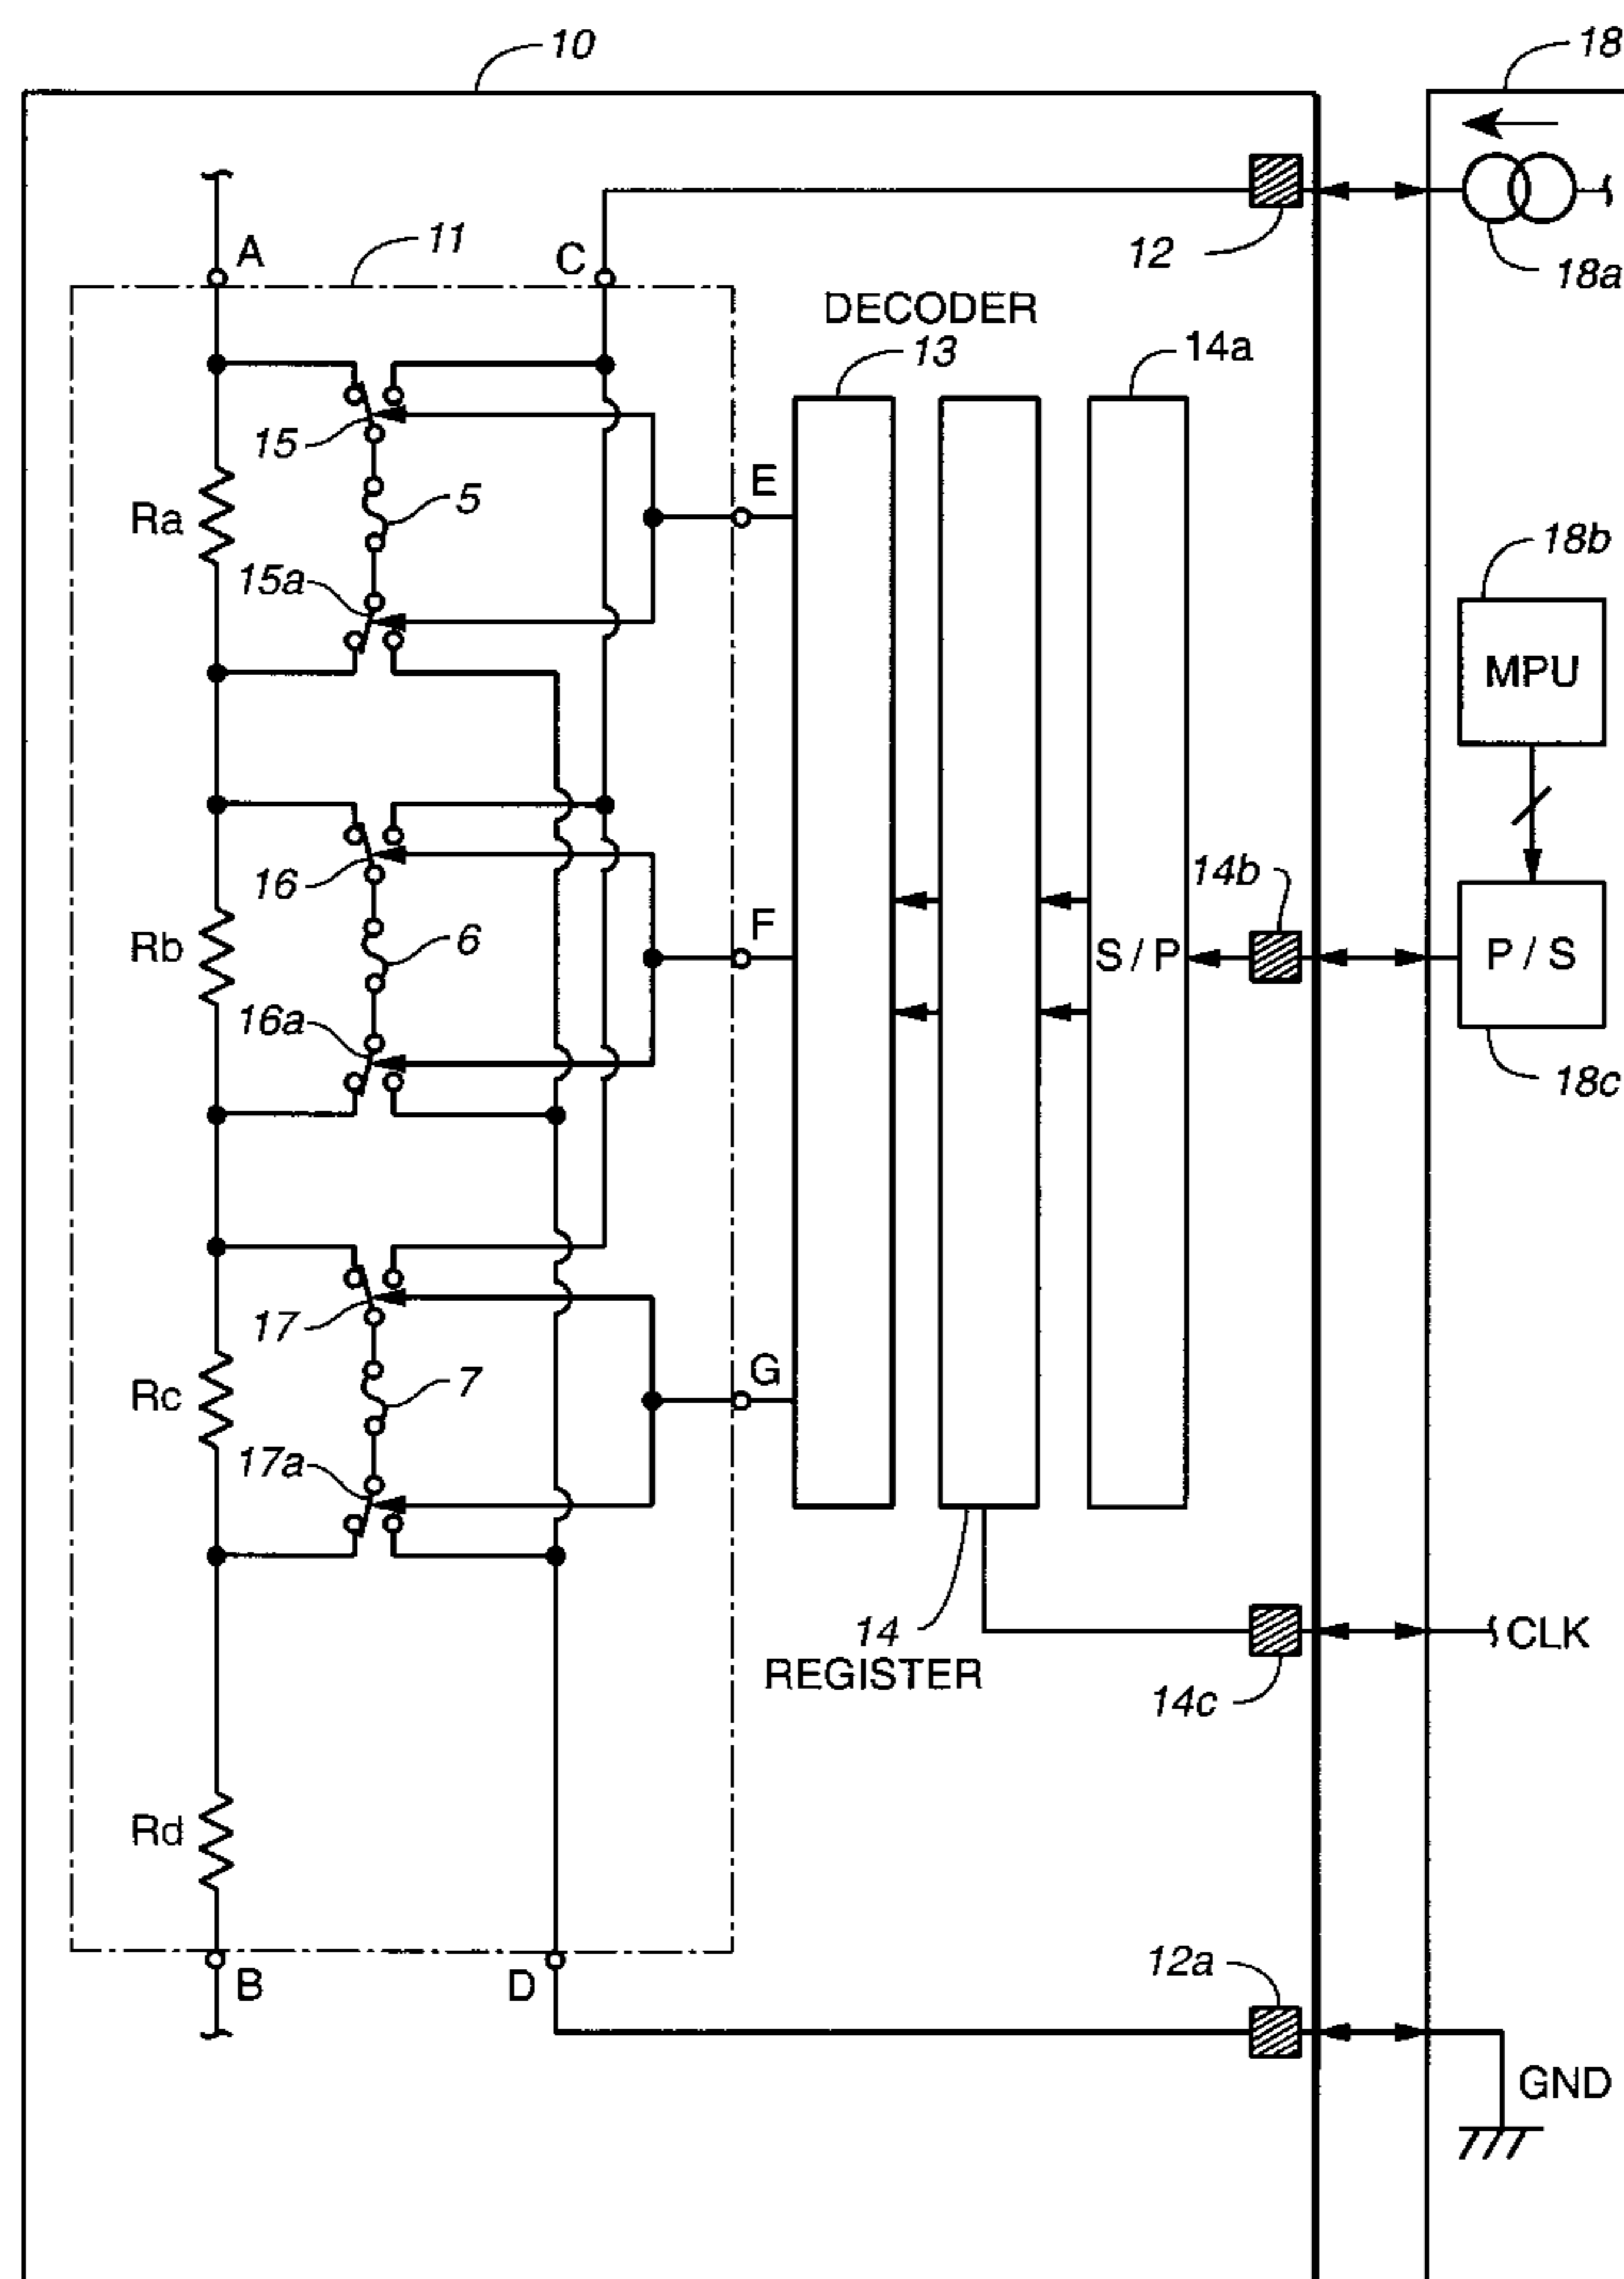 10
18
12
18a
A
11
C
DECODER
13
14a
15
E
5
Ra
15a
18b
MPU
14b
16
F
Rb
6
S / P
P / S
16a
18c
17
G
Rc
7
17a
14
REGISTER
CLK
14c
Rd
12a
B
D
GND